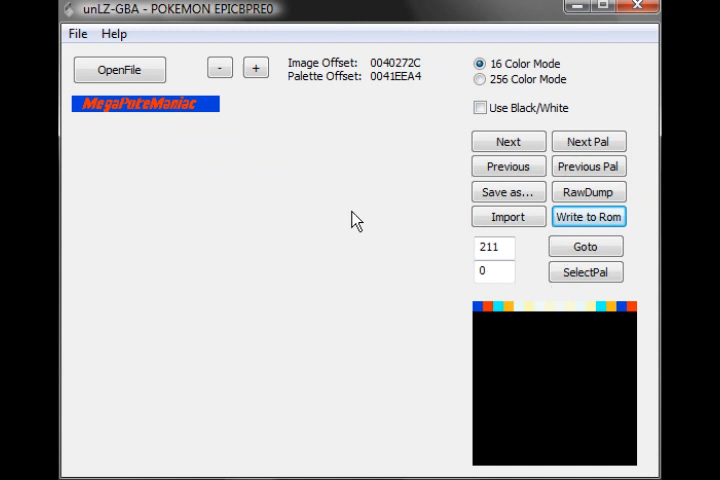 unLZ-GBA - POKEMON EPICBPRE0
File Help
OpenFile - + Image Offset: 0040272C
Palette Offset: 0041EEA4
16 Color Mode
256 Color Mode
MegaPokeManiac
Use Black/White
Next Next Pal
Previous Previous Pal
Save as... RawDump
Import Write to Rom
211 Goto
0 SelectPal